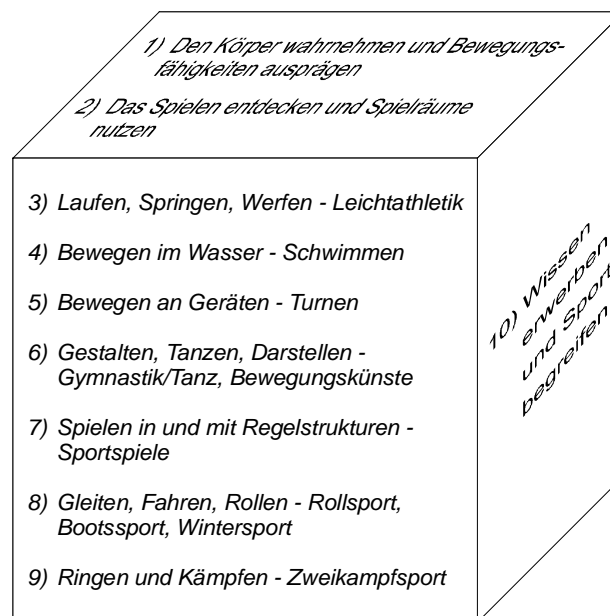 1) Den Körper wahrnehmen und Bewegungs-
fähigkeiten ausprägen
2) Das Spielen entdecken und Spielräume
nutzen
3) Laufen, Springen, Werfen - Leichtathletik
4) Bewegen im Wasser - Schwimmen
5) Bewegen an Geräten - Turnen
6) Gestalten, Tanzen, Darstellen -
Gymnastik/Tanz, Bewegungskünste
7) Spielen in und mit Regelstrukturen -
Sportspiele
8) Gleiten, Fahren, Rollen - Rollsport,
Bootssport, Wintersport
9) Ringen und Kämpfen - Zweikampfsport
10) Wissen
erwerben
und Sport
begreifen